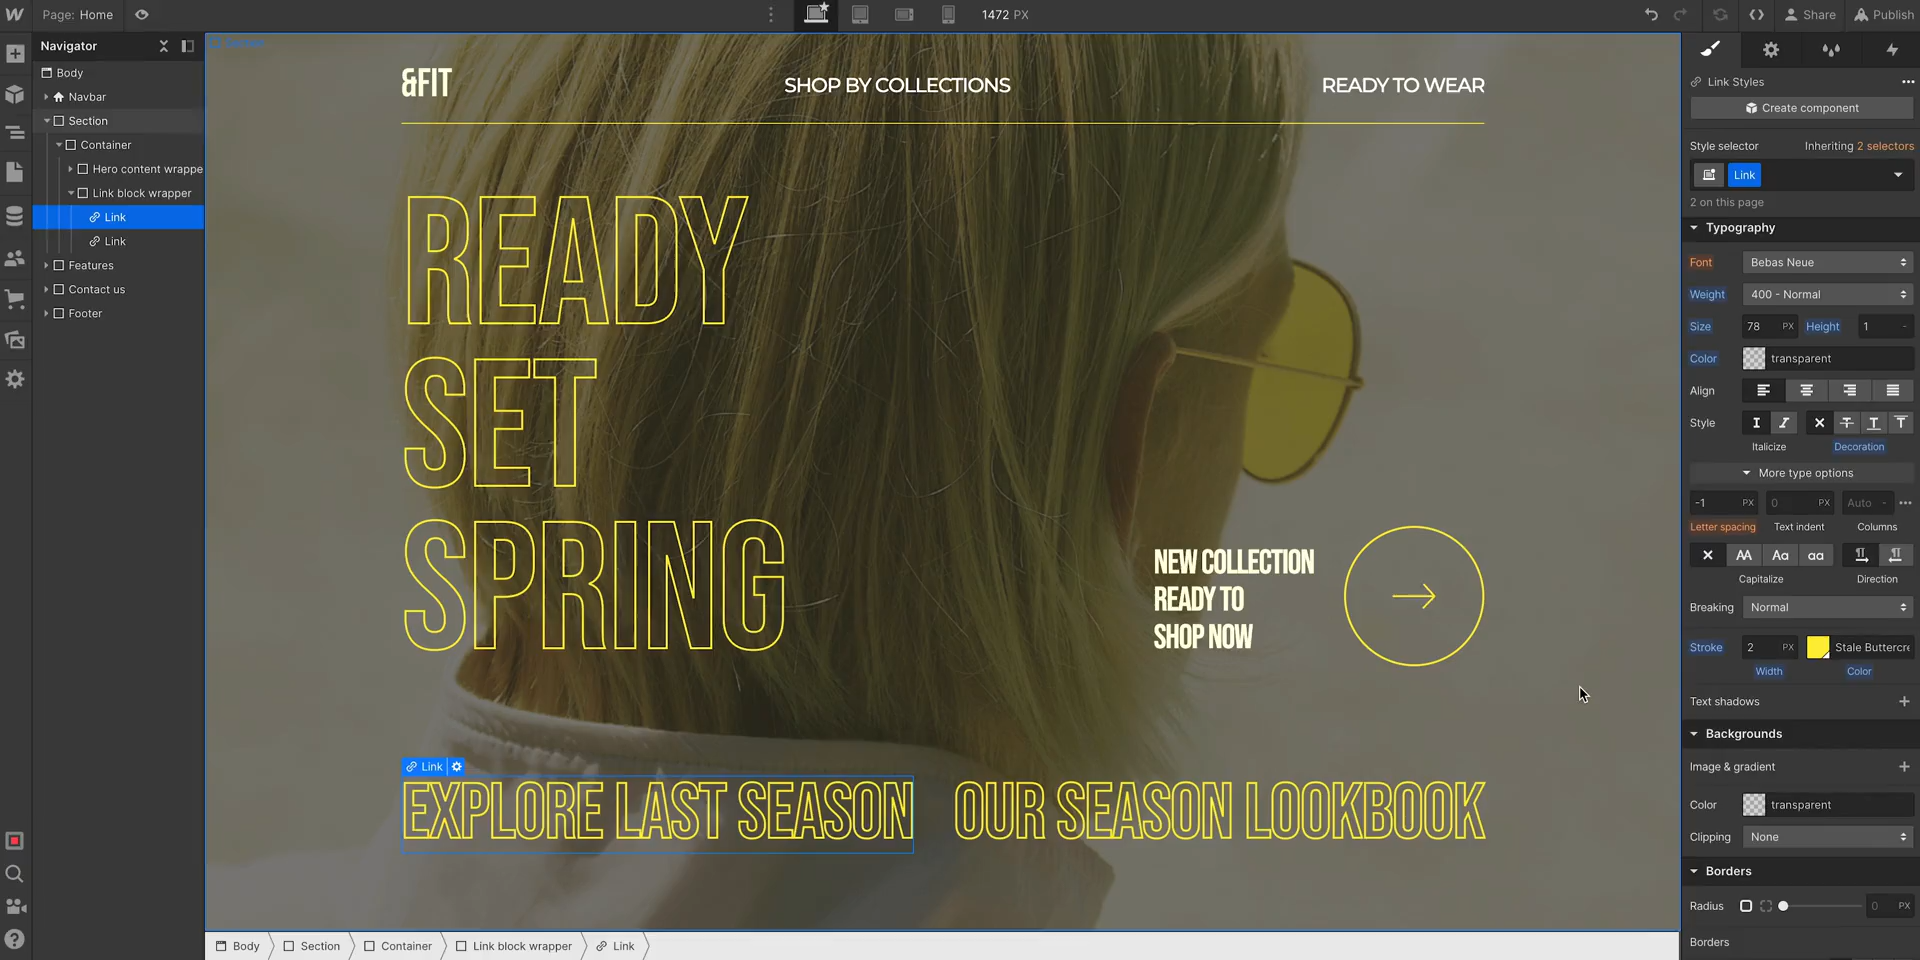 Page: Home
1472 PX
Share
Publish
Navigator
Body
Navbar
Section
Container
Hero content wrappe
Link block wrapper
Link
Link
Features
Contact us
Footer
Section
&FIT
SHOP BY COLLECTIONS
READY TO WEAR
READY
SET
SPRING
NEW COLLECTION
READY TO
SHOP NOW
Link
EXPLORE LAST SEASON
OUR SEASON LOOKBOOK
Body
Section
Container
Link block wrapper
Link
Link Styles
Create component
Style selector
Inheriting 2 selectors
Link
2 on this page
Typography
Font
Bebas Neue
Weight
400 - Normal
Size
78 PX
Height
1 -
Color
transparent
Align
Style
Italicize
Decoration
More type options
-1 PX
0 PX
Auto -
Letter spacing
Text indent
Columns
AA
Aa
aa
Capitalize
Direction
Breaking
Normal
Stroke
2 PX
Stale Buttercre
Width
Color
Text shadows
Backgrounds
Image & gradient
Color
transparent
Clipping
None
Borders
Radius
0 PX
Borders